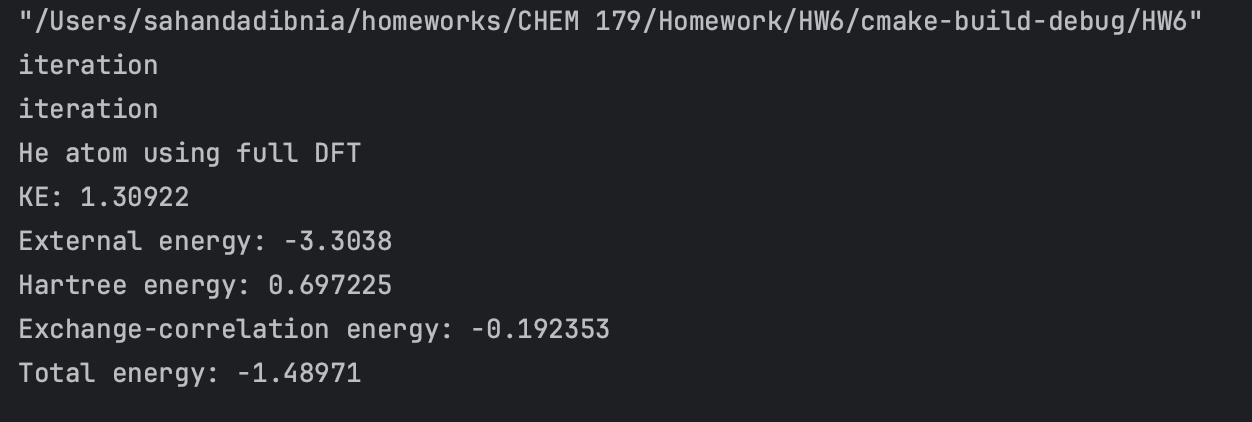 "/Users/sahandadibnia/homeworks/CHEM 179/Homework/HW6/cmake-build-debug/HW6"
iteration
iteration
He atom using full DFT
KE: 1.30922
External energy: -3.3038
Hartree energy: 0.697225
Exchange-correlation energy: -0.192353
Total energy: -1.48971